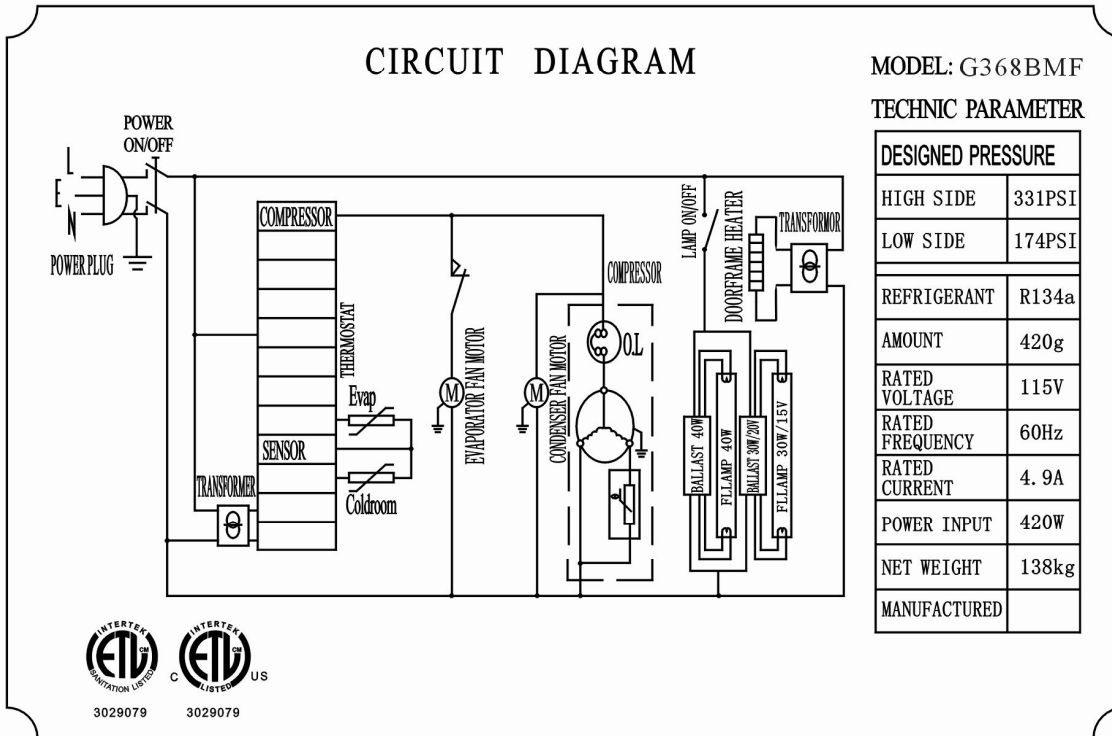 CIRCUIT DIAGRAM
MODEL: G368BMF
TECHNIC PARAMETER
DESIGNED PRESSURE
HIGH SIDE 331PSI
LOW SIDE 174PSI
REFRIGERANT R134a
AMOUNT 420g
RATED
VOLTAGE 115V
RATED
FREQUENCY 60Hz
RATED
CURRENT 4.9A
POWER INPUT 420W
NET WEIGHT 138kg
MANUFACTURED
POWER
ON/OFF
L
E
N
POWER PLUG
COMPRESSOR
THERMOSTAT
Evap
SENSOR
Coldroom
TRANSFORMER
EVAPORATOR FAN MOTOR
M
CONDENSER FAN MOTOR
M
COMPRESSOR
O.L
LAMP ON/OFF
DOORFRAME HEATER
TRANSFORMOR
BALLAST 40W
FLLAMP 40W
BALLAST 30W/20V
FLLAMP 30W/15V
INTERTEK
ETL CM
SANITATION LISTED
3029079
INTERTEK
ETL CM
LISTED
C US
3029079